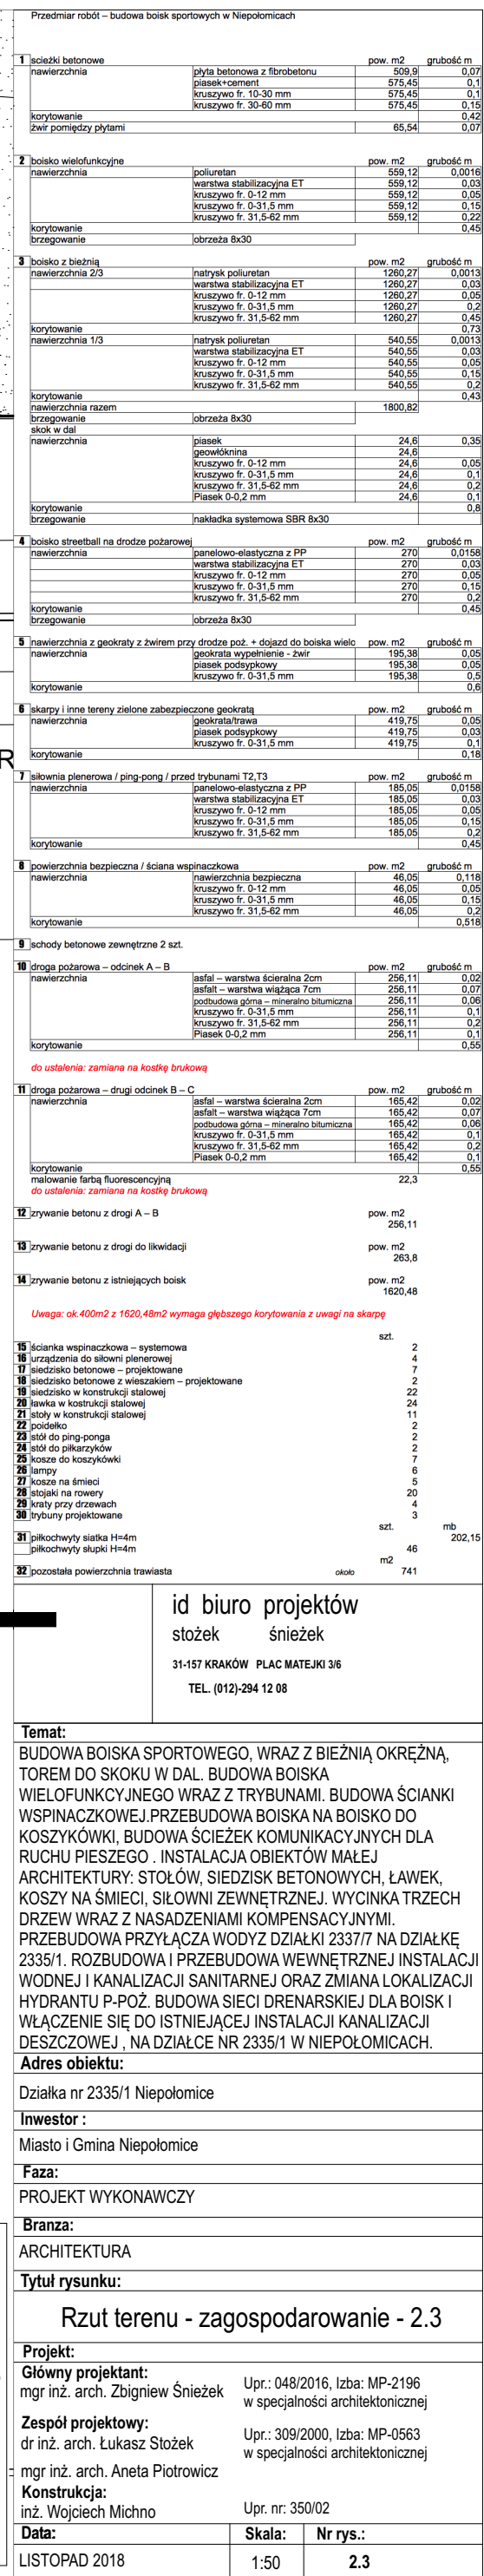 Przedmiar robót – budowa boisk sportowych w Niepołomicach
1 scieżki betonowe pow. m2 grubość m
nawierzchnia płyta betonowa z fibrobetonu 509,9 0,07
piasek+cement 575,45 0,1
kruszywo fr. 10-30 mm 575,45 0,1
kruszywo fr. 30-60 mm 575,45 0,15
korytowanie 0,42
żwir pomiędzy płytami 65,54 0,07
2 boisko wielofunkcyjne pow. m2 grubość m
nawierzchnia poliuretan 559,12 0,0016
warstwa stabilizacyjna ET 559,12 0,03
kruszywo fr. 0-12 mm 559,12 0,05
kruszywo fr. 0-31,5 mm 559,12 0,15
kruszywo fr. 31,5-62 mm 559,12 0,22
korytowanie 0,45
brzegowanie obrzeża 8x30
3 boisko z bieżnią pow. m2 grubość m
nawierzchnia 2/3 natrysk poliuretan 1260,27 0,0013
warstwa stabilizacyjna ET 1260,27 0,03
kruszywo fr. 0-12 mm 1260,27 0,05
kruszywo fr. 0-31,5 mm 1260,27 0,2
kruszywo fr. 31,5-62 mm 1260,27 0,45
korytowanie 0,73
nawierzchnia 1/3 natrysk poliuretan 540,55 0,0013
warstwa stabilizacyjna ET 540,55 0,03
kruszywo fr. 0-12 mm 540,55 0,05
kruszywo fr. 0-31,5 mm 540,55 0,15
kruszywo fr. 31,5-62 mm 540,55 0,2
korytowanie 0,43
nawierzchnia razem 1800,82
brzegowanie obrzeża 8x30
skok w dal
nawierzchnia piasek 24,6 0,35
geowłóknina 24,6
kruszywo fr. 0-12 mm 24,6 0,05
kruszywo fr. 0-31,5 mm 24,6 0,1
kruszywo fr. 31,5-62 mm 24,6 0,2
Piasek 0-0,2 mm 24,6 0,1
korytowanie 0,8
brzegowanie nakładka systemowa SBR 8x30
4 boisko streetball na drodze pożarowej pow. m2 grubość m
nawierzchnia panelowo-elastyczna z PP 270 0,0158
warstwa stabilizacyjna ET 270 0,03
kruszywo fr. 0-12 mm 270 0,05
kruszywo fr. 0-31,5 mm 270 0,15
kruszywo fr. 31,5-62 mm 270 0,2
korytowanie 0,45
brzegowanie obrzeża 8x30
5 nawierzchnia z geokraty z żwirem przy drodze poż. + dojazd do boiska wielo pow. m2 grubość m
nawierzchnia geokrata wypełnienie - żwir 195,38 0,05
piasek podsypkowy 195,38 0,05
kruszywo fr. 0-31,5 mm 195,38 0,5
korytowanie 0,6
6 skarpy i inne tereny zielone zabezpieczone geokratą pow. m2 grubość m
nawierzchnia geokrata/trawa 419,75 0,05
piasek podsypkowy 419,75 0,03
kruszywo fr. 0-31,5 mm 419,75 0,1
korytowanie 0,18
R
7 siłownia plenerowa / ping-pong / przed trybunami T2,T3 pow. m2 grubość m
nawierzchnia panelowo-elastyczna z PP 185,05 0,0158
warstwa stabilizacyjna ET 185,05 0,03
kruszywo fr. 0-12 mm 185,05 0,05
kruszywo fr. 0-31,5 mm 185,05 0,15
kruszywo fr. 31,5-62 mm 185,05 0,2
korytowanie 0,45
8 powierzchnia bezpieczna / ściana wspinaczkowa pow. m2 grubość m
nawierzchnia nawierzchnia bezpieczna 46,05 0,118
kruszywo fr. 0-12 mm 46,05 0,05
kruszywo fr. 0-31,5 mm 46,05 0,15
kruszywo fr. 31,5-62 mm 46,05 0,2
korytowanie 0,518
9 schody betonowe zewnętrzne 2 szt.
10 droga pożarowa – odcinek A – B pow. m2 grubość m
nawierzchnia asfal – warstwa ścieralna 2cm 256,11 0,02
asfalt – warstwa wiążąca 7cm 256,11 0,07
podbudowa górna – mineralno bitumiczna 256,11 0,06
kruszywo fr. 0-31,5 mm 256,11 0,1
kruszywo fr. 31,5-62 mm 256,11 0,2
Piasek 0-0,2 mm 256,11 0,1
korytowanie 0,55
do ustalenia: zamiana na kostkę brukową
11 droga pożarowa – drugi odcinek B – C pow. m2 grubość m
nawierzchnia asfal – warstwa ścieralna 2cm 165,42 0,02
asfalt – warstwa wiążąca 7cm 165,42 0,07
podbudowa górna – mineralno bitumiczna 165,42 0,06
kruszywo fr. 0-31,5 mm 165,42 0,1
kruszywo fr. 31,5-62 mm 165,42 0,2
Piasek 0-0,2 mm 165,42 0,1
korytowanie 0,55
malowanie farbą fluorescencyjną 22,3
do ustalenia: zamiana na kostkę brukową
12 zrywanie betonu z drogi A – B pow. m2
256,11
13 zrywanie betonu z drogi do likwidacji pow. m2
263,8
14 zrywanie betonu z istniejących boisk pow. m2
1620,48
Uwaga: ok.400m2 z 1620,48m2 wymaga głębszego korytowania z uwagi na skarpę
szt.
15 ścianka wspinaczkowa – systemowa 2
16 urządzenia do siłowni plenerowej 4
17 siedzisko betonowe – projektowane 7
18 siedzisko betonowe z wieszakiem – projektowane 2
19 siedzisko w konstrukcji stalowej 22
20 ławka w kostrukcji stalowej 24
21 stoły w konstrukcji stalowej 11
22 poidełko 2
23 stół do ping-ponga 2
24 stół do piłkarzyków 2
25 kosze do koszykówki 7
26 lampy 6
27 kosze na śmieci 5
28 stojaki na rowery 20
29 kraty przy drzewach 4
30 trybuny projektowane 3
szt. mb
31 piłkochwyty siatka H=4m 202,15
piłkochwyty słupki H=4m 46
m2
32 pozostała powierzchnia trawiasta około 741
id biuro projektów
stożek śnieżek
31-157 KRAKÓW PLAC MATEJKI 3/6
TEL. (012)-294 12 08
Temat:
BUDOWA BOISKA SPORTOWEGO, WRAZ Z BIEŻNIĄ OKRĘŻNĄ,
TOREM DO SKOKU W DAL. BUDOWA BOISKA
WIELOFUNKCYJNEGO WRAZ Z TRYBUNAMI. BUDOWA ŚCIANKI
WSPINACZKOWEJ.PRZEBUDOWA BOISKA NA BOISKO DO
KOSZYKÓWKI, BUDOWA ŚCIEŻEK KOMUNIKACYJNYCH DLA
RUCHU PIESZEGO . INSTALACJA OBIEKTÓW MAŁEJ
ARCHITEKTURY: STOŁÓW, SIEDZISK BETONOWYCH, ŁAWEK,
KOSZY NA ŚMIECI, SIŁOWNI ZEWNĘTRZNEJ. WYCINKA TRZECH
DRZEW WRAZ Z NASADZENIAMI KOMPENSACYJNYMI.
PRZEBUDOWA PRZYŁĄCZA WODYZ DZIAŁKI 2337/7 NA DZIAŁKĘ
2335/1. ROZBUDOWA I PRZEBUDOWA WEWNĘTRZNEJ INSTALACJI
WODNEJ I KANALIZACJI SANITARNEJ ORAZ ZMIANA LOKALIZACJI
HYDRANTU P-POŻ. BUDOWA SIECI DRENARSKIEJ DLA BOISK I
WŁĄCZENIE SIĘ DO ISTNIEJĄCEJ INSTALACJI KANALIZACJI
DESZCZOWEJ , NA DZIAŁCE NR 2335/1 W NIEPOŁOMICACH.
Adres obiektu:
Działka nr 2335/1 Niepołomice
Inwestor :
Miasto i Gmina Niepołomice
Faza:
PROJEKT WYKONAWCZY
Branza:
ARCHITEKTURA
Tytuł rysunku:
Rzut terenu - zagospodarowanie - 2.3
Projekt:
Główny projektant:
mgr inż. arch. Zbigniew Śnieżek Upr.: 048/2016, Izba: MP-2196
w specjalności architektonicznej
Zespół projektowy:
dr inż. arch. Łukasz Stożek Upr.: 309/2000, Izba: MP-0563
w specjalności architektonicznej
mgr inż. arch. Aneta Piotrowicz
Konstrukcja:
inż. Wojciech Michno Upr. nr: 350/02
Data: Skala: Nr rys.:
LISTOPAD 2018 1:50 2.3